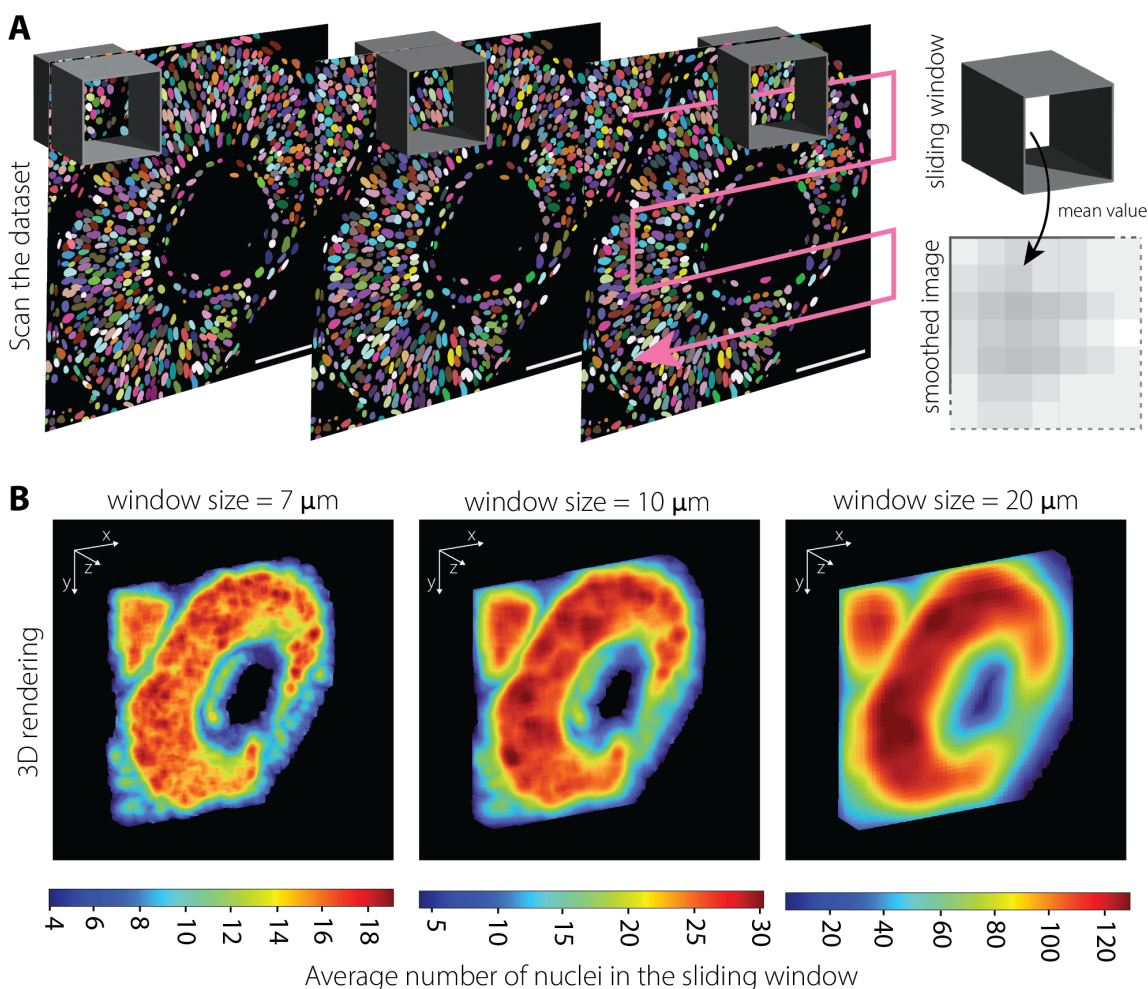 A
Scan the dataset
sliding window
mean value
smoothed image
B
window size = 7 µm
window size = 10 µm
window size = 20 µm
3D rendering
x
z
y
x
z
y
x
z
y
4 6 8 10 12 14 16 18
5 10 15 20 25 30
20 40 60 80 100 120
Average number of nuclei in the sliding window